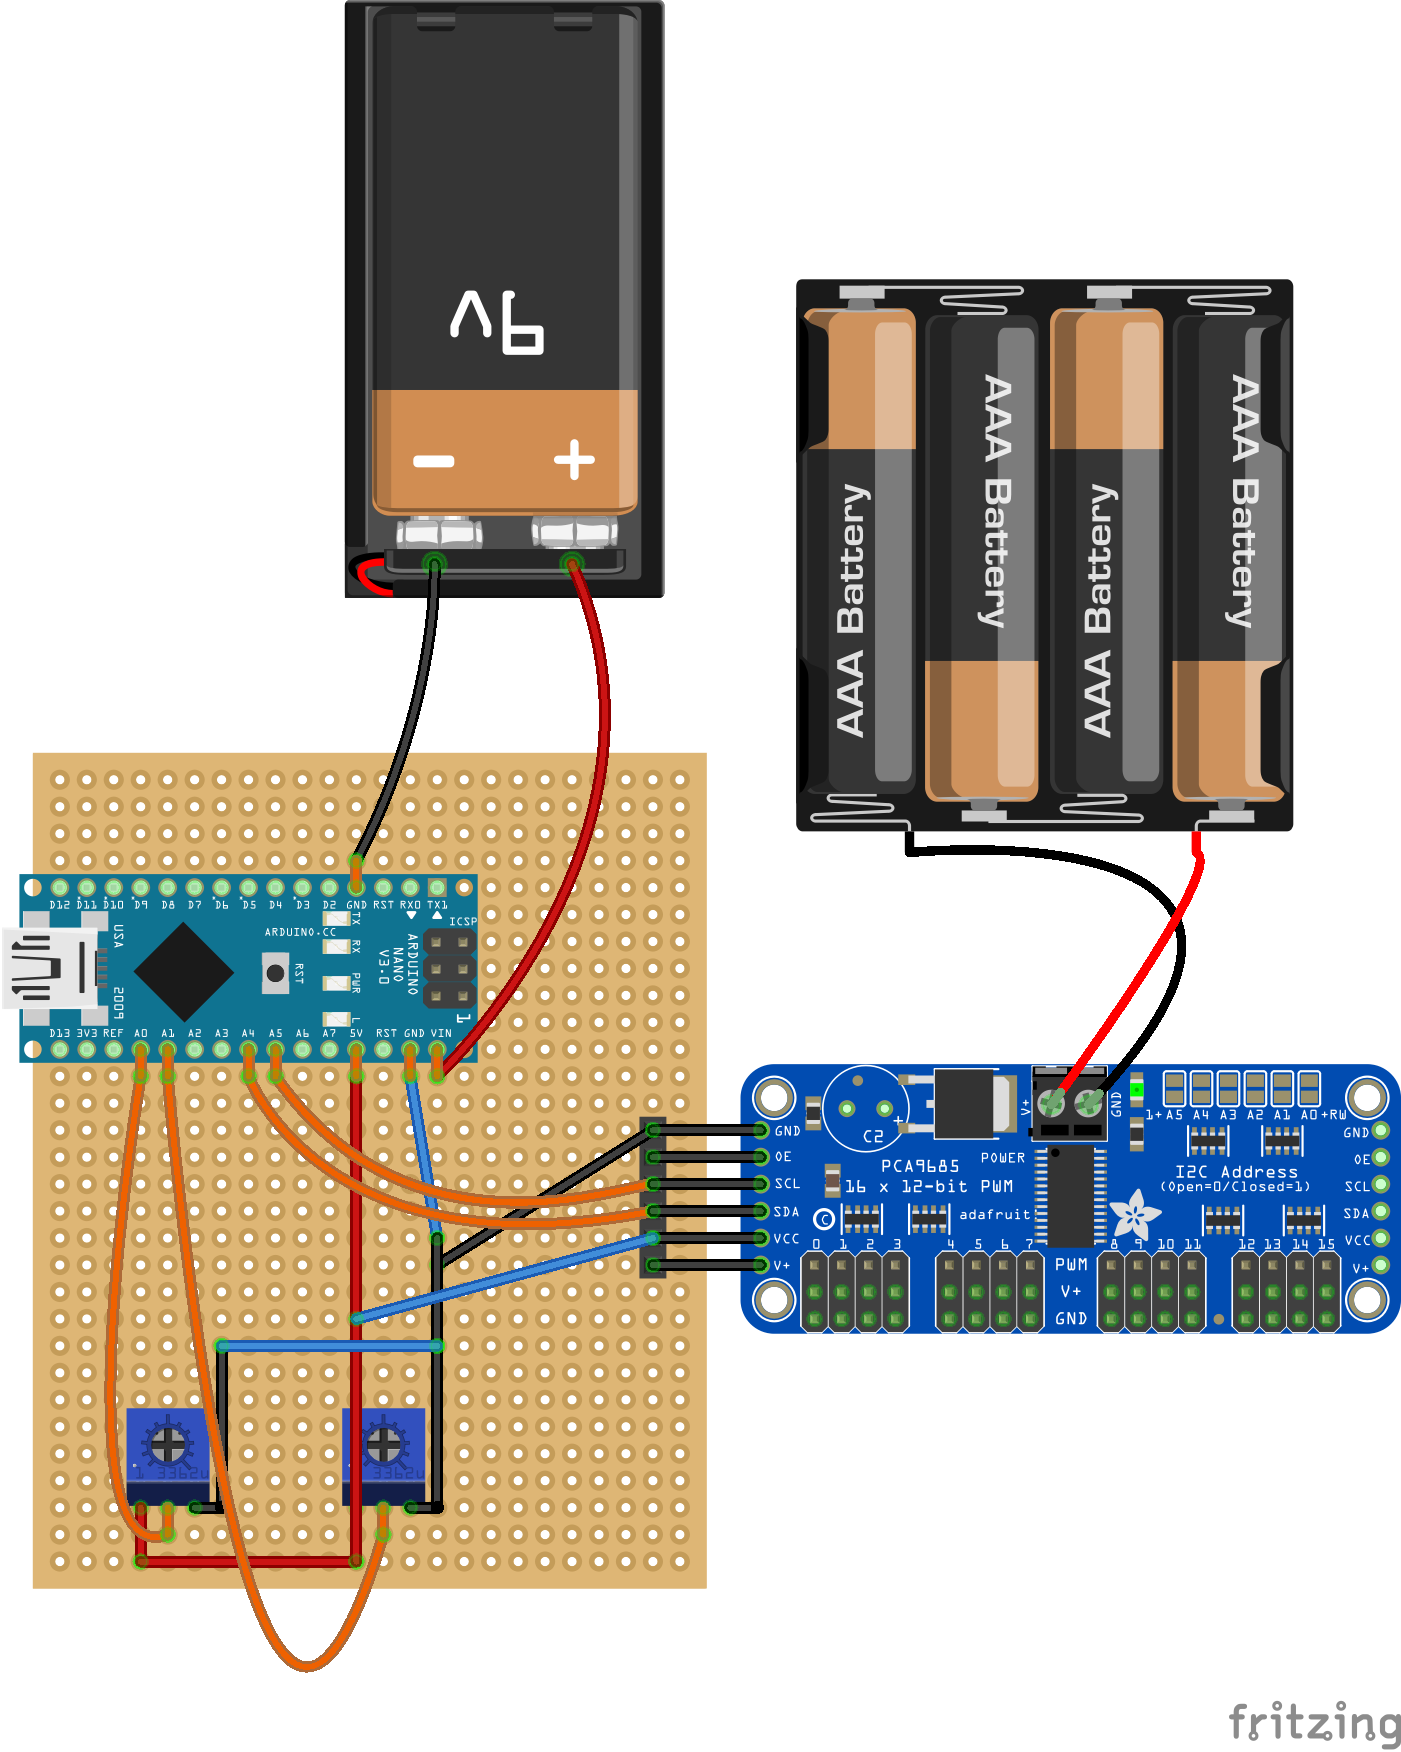 9V
− +
AAA Battery
AAA Battery
AAA Battery
AAA Battery
D12 D11 D10 D9 D8 D7 D6 D5 D4 D3 D2 GND RST RX0 TX1
TX
RX
PWR
L
ARDUINO.CC
ICSP
1
RST
ARDUINO
NANO
V3.0
USA
2009
D13 3V3 REF A0 A1 A2 A3 A4 A5 A6 A7 5V RST GND VIN
1 3362u
3362u
GND
OE
SCL
SDA
VCC
V+
C2
+
V+
GND
POWER
PCA9685
16 x 12-bit PWM
adafruit
C
1+ A5 A4 A3 A2 A1 A0 +RW
I2C Address
(Open=0/Closed=1)
GND
OE
SCL
SDA
VCC
V+
0 1 2 3 4 5 6 7 8 9 10 11 12 13 14 15
PWM
V+
GND
fritzing